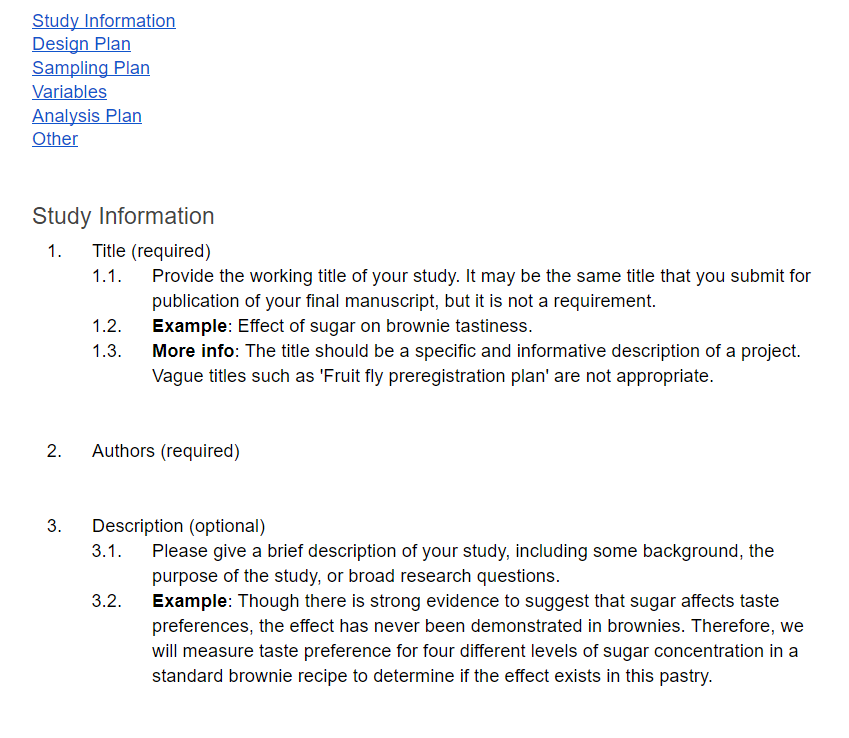 Study Information
Design Plan
Sampling Plan
Variables
Analysis Plan
Other
Study Information
1. Title (required)
1.1. Provide the working title of your study. It may be the same title that you submit for
publication of your final manuscript, but it is not a requirement.
1.2. Example: Effect of sugar on brownie tastiness.
1.3. More info: The title should be a specific and informative description of a project.
Vague titles such as 'Fruit fly preregistration plan' are not appropriate.
2. Authors (required)
3. Description (optional)
3.1. Please give a brief description of your study, including some background, the
purpose of the study, or broad research questions.
3.2. Example: Though there is strong evidence to suggest that sugar affects taste
preferences, the effect has never been demonstrated in brownies. Therefore, we
will measure taste preference for four different levels of sugar concentration in a
standard brownie recipe to determine if the effect exists in this pastry.